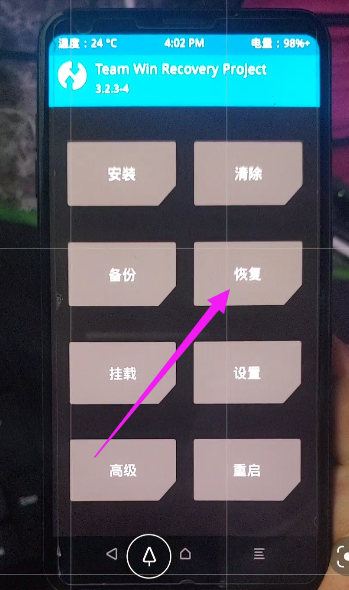 温度：24 °C 4:02 PM 电量：98%+
Team Win Recovery Project
3.2.3-4
安装 清除
备份 恢复
挂载 设置
高级 重启